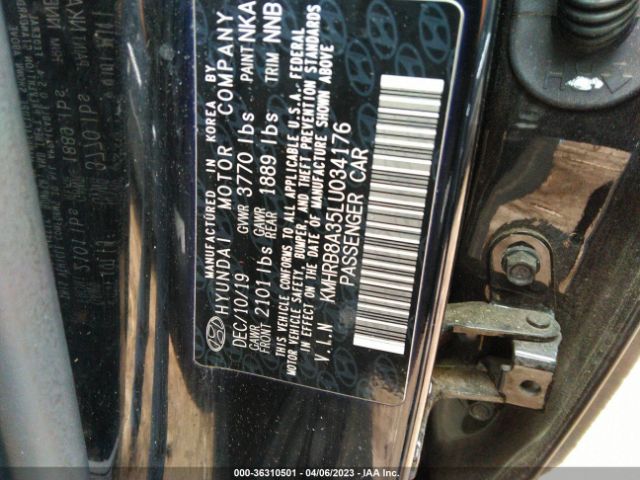 MANUFACTURED IN KOREA BY
HYUNDAI MOTOR COMPANY
DEC/10/19 GVWR 3770 lbs PAINT NKA
GAWR FRONT 2101 lbs GAWR REAR 1889 lbs TRIM NNB
THIS VEHICLE CONFORMS TO ALL APPLICABLE U.S.A. FEDERAL
MOTOR VEHICLE SAFETY, BUMPER, AND THEFT PREVENTION STANDARDS
IN EFFECT ON THE DATE OF MANUFACTURE SHOWN ABOVE
V.I.N KMHRB8A35LU034176
PASSENGER CAR
000-36310501 - 04/06/2023 - IAA Inc.